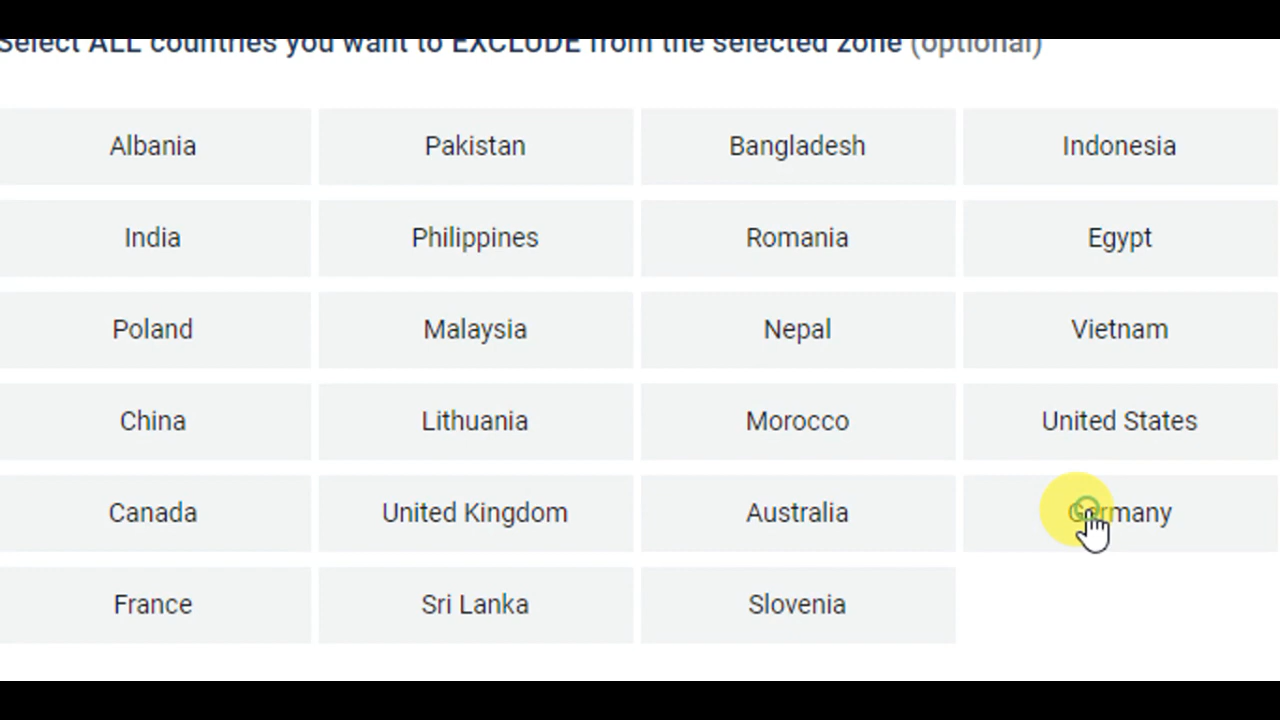 Select ALL countries you want to EXCLUDE from the selected zone (optional)
Albania Pakistan Bangladesh Indonesia
India Philippines Romania Egypt
Poland Malaysia Nepal Vietnam
China Lithuania Morocco United States
Canada United Kingdom Australia Germany
France Sri Lanka Slovenia